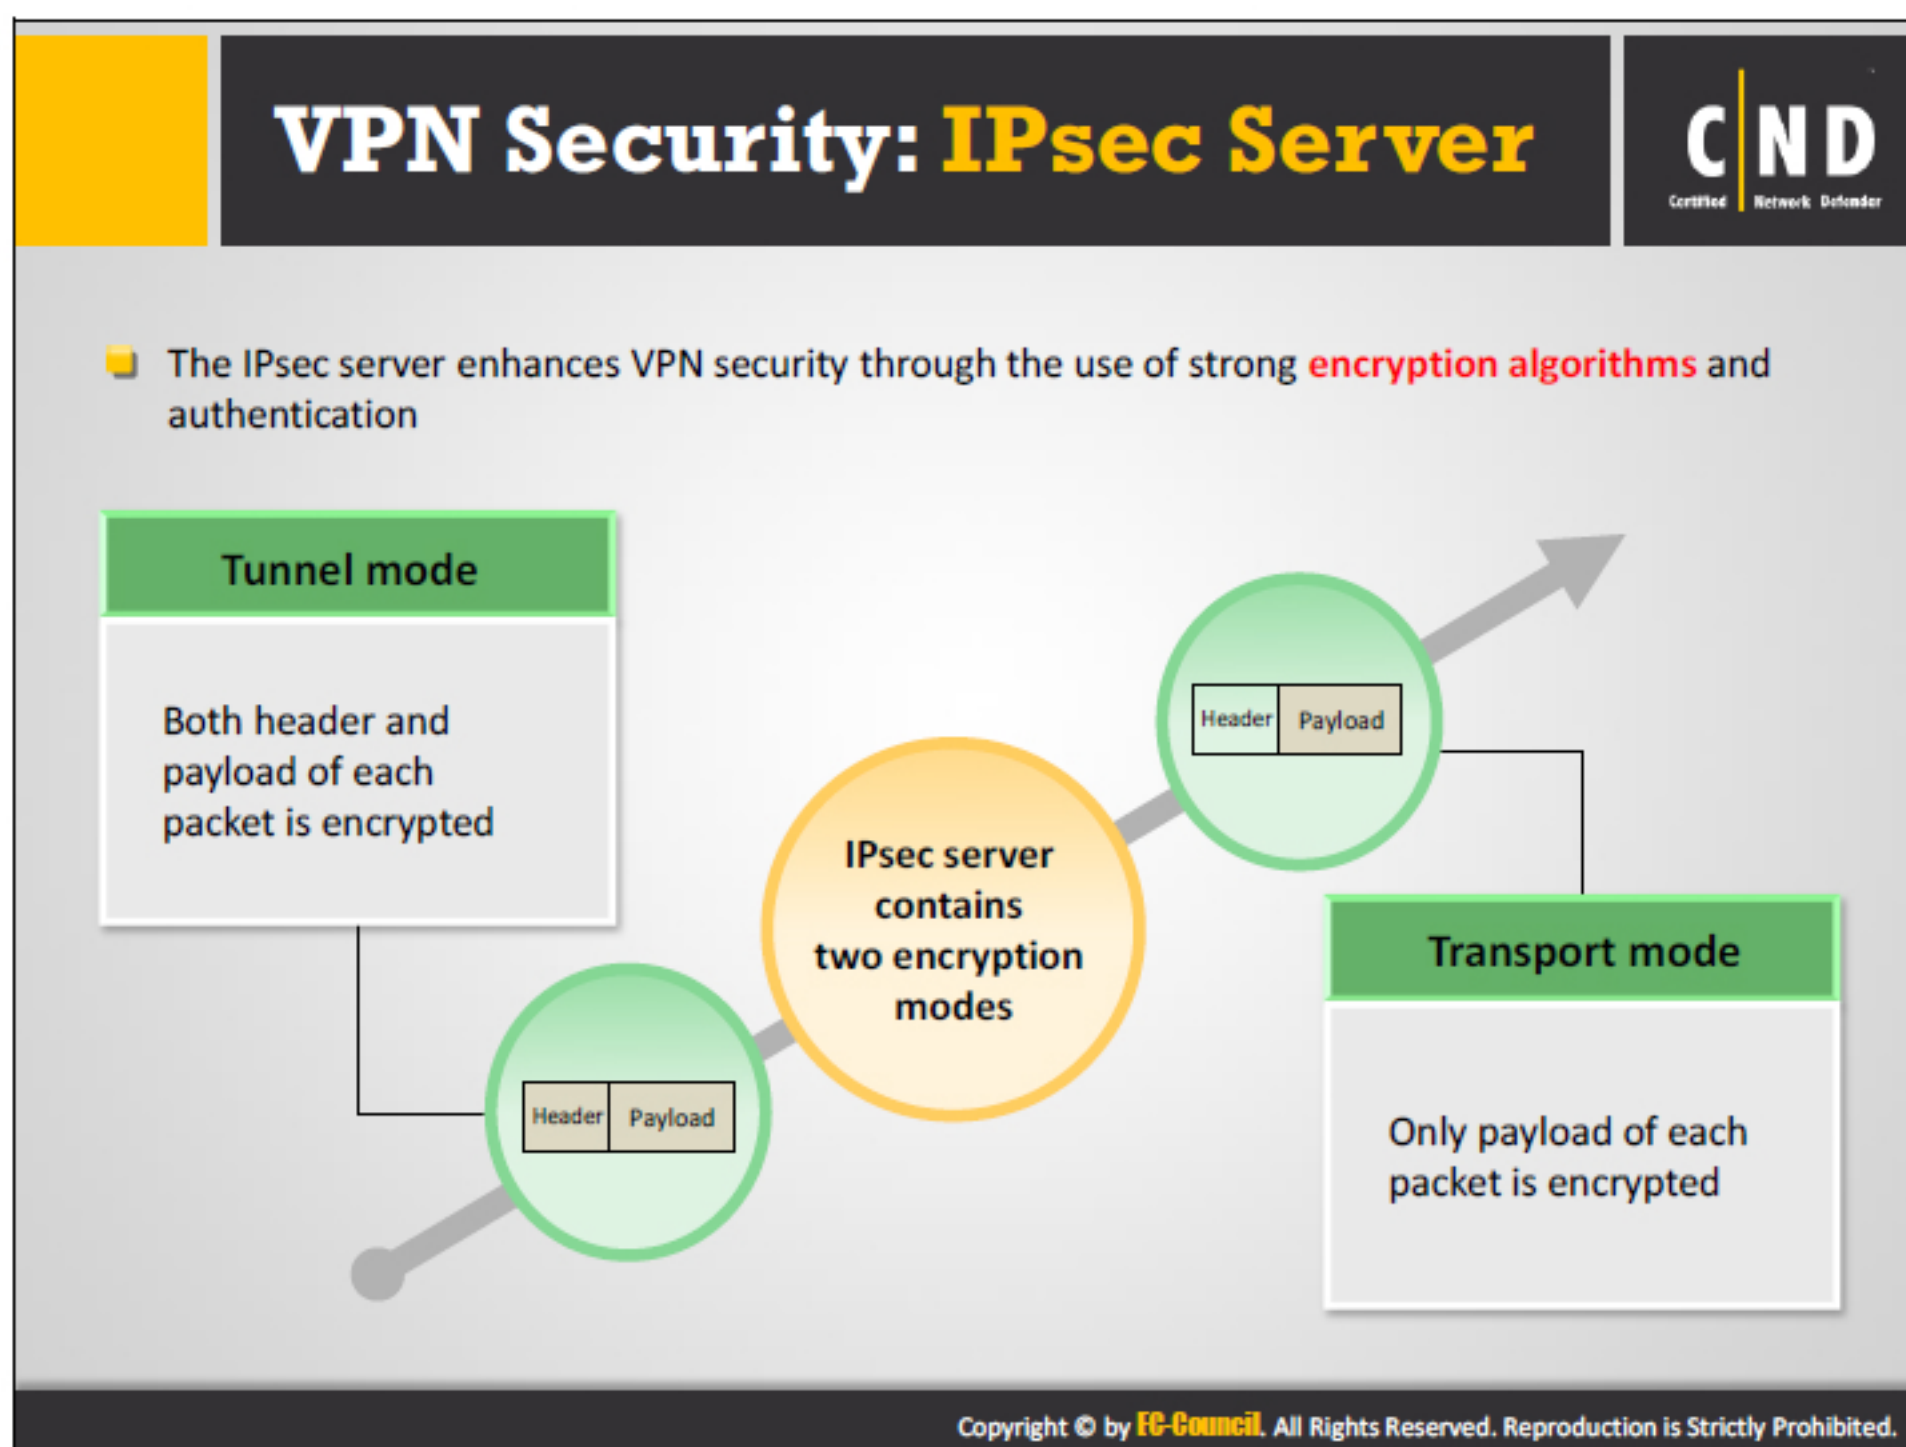 VPN Security: IPsec Server
C ND
Certified Network Defender
The IPsec server enhances VPN security through the use of strong encryption algorithms and
authentication
Tunnel mode
Both header and
payload of each
packet is encrypted
Header Payload
IPsec server
contains
two encryption
modes
Header Payload
Transport mode
Only payload of each
packet is encrypted
Copyright © by EC-Council. All Rights Reserved. Reproduction is Strictly Prohibited.